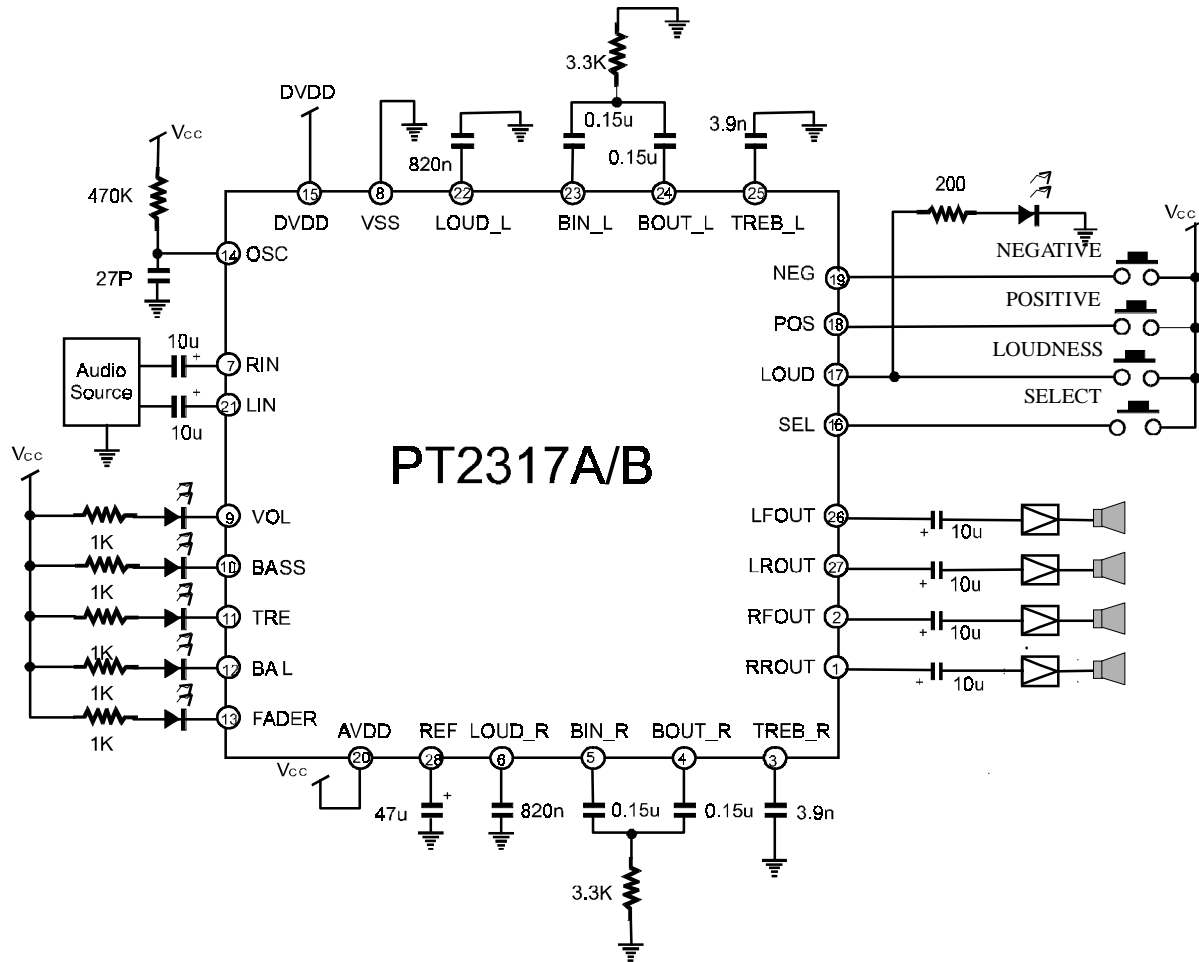 3.3K
DVDD
0.15u
3.9n
Vcc
820n
0.15u
470K
200
15
8
22
23
24
25
Vcc
DVDD
VSS
LOUD_L
BIN_L
BOUT_L
TREB_L
14
OSC
NEGATIVE
27P
NEG
19
POSITIVE
10u
POS
18
Audio
Source
7
RIN
LOUDNESS
LOUD
17
21
LIN
SELECT
10u
SEL
16
Vcc
PT2317A/B
9
VOL
LFOUT
26
10u
1K
10
BASS
LROUT
27
10u
1K
11
TRE
RFOUT
2
10u
1K
12
BAL
RROUT
1
10u
1K
13
FADER
1K
AVDD
REF
LOUD_R
BIN_R
BOUT_R
TREB_R
20
28
6
5
4
3
Vcc
47u
820n
0.15u
0.15u
3.9n
3.3K